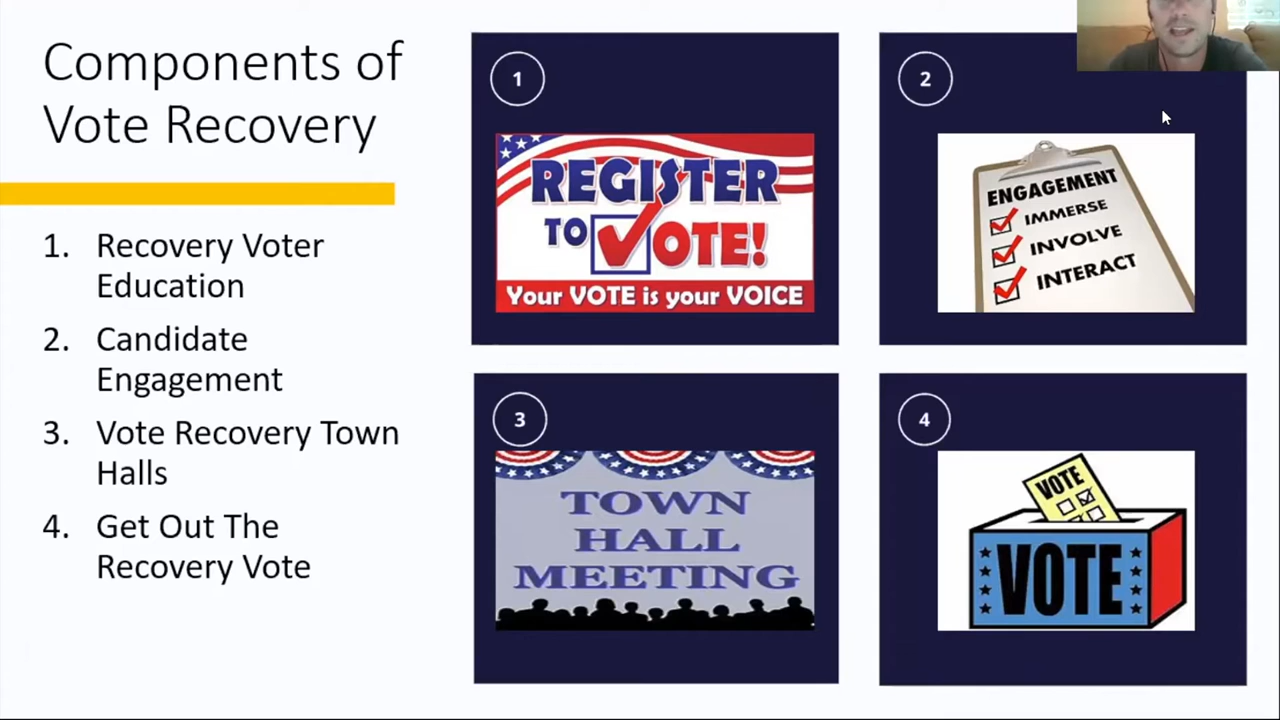 Components of
Vote Recovery
1. Recovery Voter
Education
2. Candidate
Engagement
3. Vote Recovery Town
Halls
4. Get Out The
Recovery Vote
1
REGISTER
TO VOTE!
Your VOTE is your VOICE
2
ENGAGEMENT
IMMERSE
INVOLVE
INTERACT
3
TOWN
HALL
MEETING
4
VOTE
VOTE